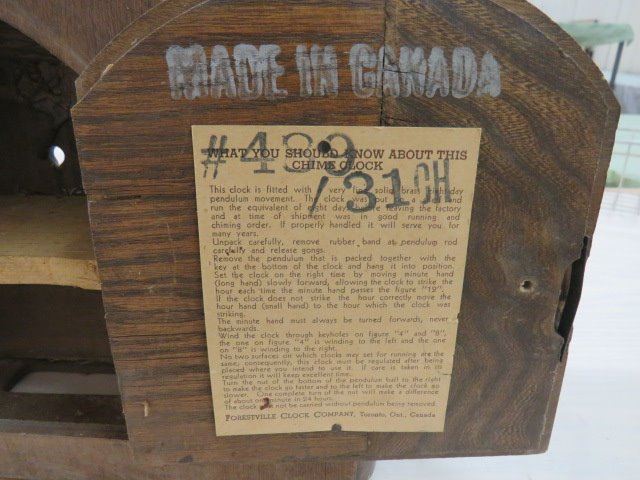 MADE IN CANADA
#489
/31CH
WHAT YOU SHOULD KNOW ABOUT THIS
CHIME CLOCK
This clock is fitted with very fine solid brass eight-day
pendulum movement. The clock was put and
run the equivalent of eight day leaving the factory
and at time of shipment was in good running and
chiming order. If properly handled it will serve you for
many years.
Unpack carefully, remove rubber band at pendulum rod
carefully and release gongs.
Remove the pendulum that is packed together with the
key at the bottom of the clock and hang it into position.
Set the clock on the right time by moving minute hand
(long hand) slowly forward, allowing the clock to strike the
hour each time the minute hand passes the figure "12".
If the clock does not strike the hour correctly move the
hour hand (small hand) to the hour which the clock was
striking.
The minute hand must always be turned forwards, never
backwards.
Wind the clock through keyholes on figure "4" and "8",
the one on figure "4" is winding to the left and the one
on "8" is winding to the right.
No two surfaces on which clocks may set for running are the
same, consequently, this clock must be regulated after being
placed where you intend to use it. If care is taken in its
regulation it will keep excellent time.
Turn the nut of the bottom of the pendulum ball to the right
to make the clock go faster and to the left to make the clock go
slower. One complete turn of the nut will make a difference
of about one minute in 24 hours.
The clock not be carried without pendulum being removed.
FORESTVILLE CLOCK COMPANY, Toronto, Ont., Canada